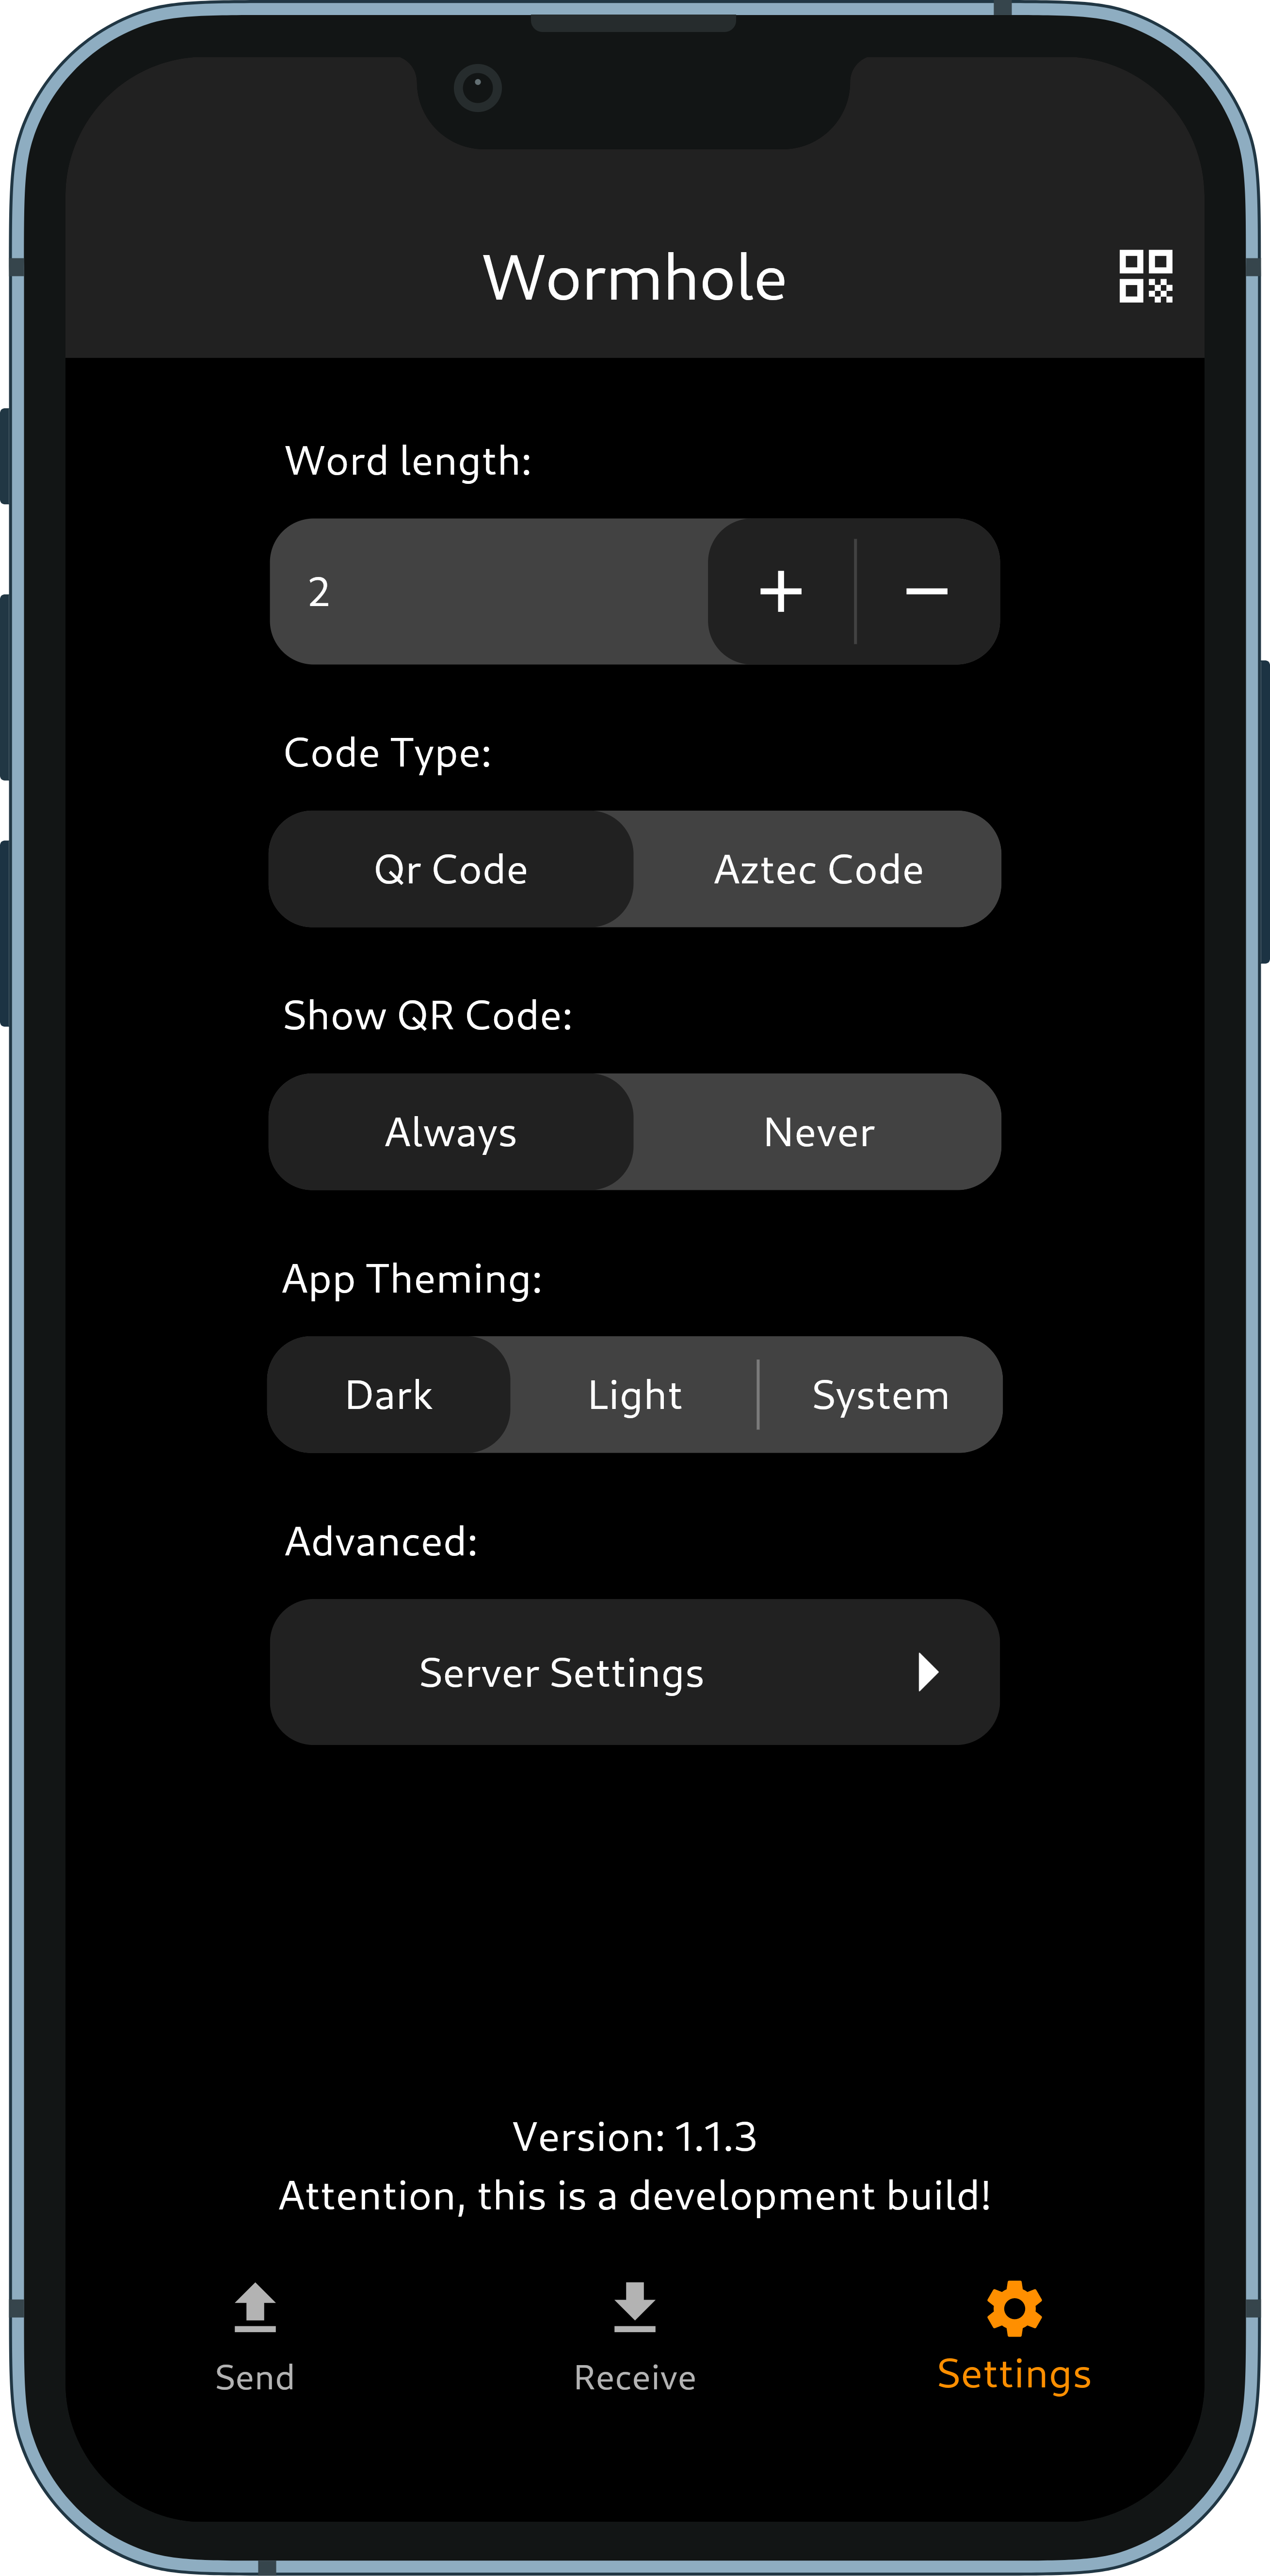 Wormhole
Word length:
2
Code Type:
Qr Code Aztec Code
Show QR Code:
Always Never
App Theming:
Dark Light System
Advanced:
Server Settings
Version: 1.1.3
Attention, this is a development build!
Send Receive Settings